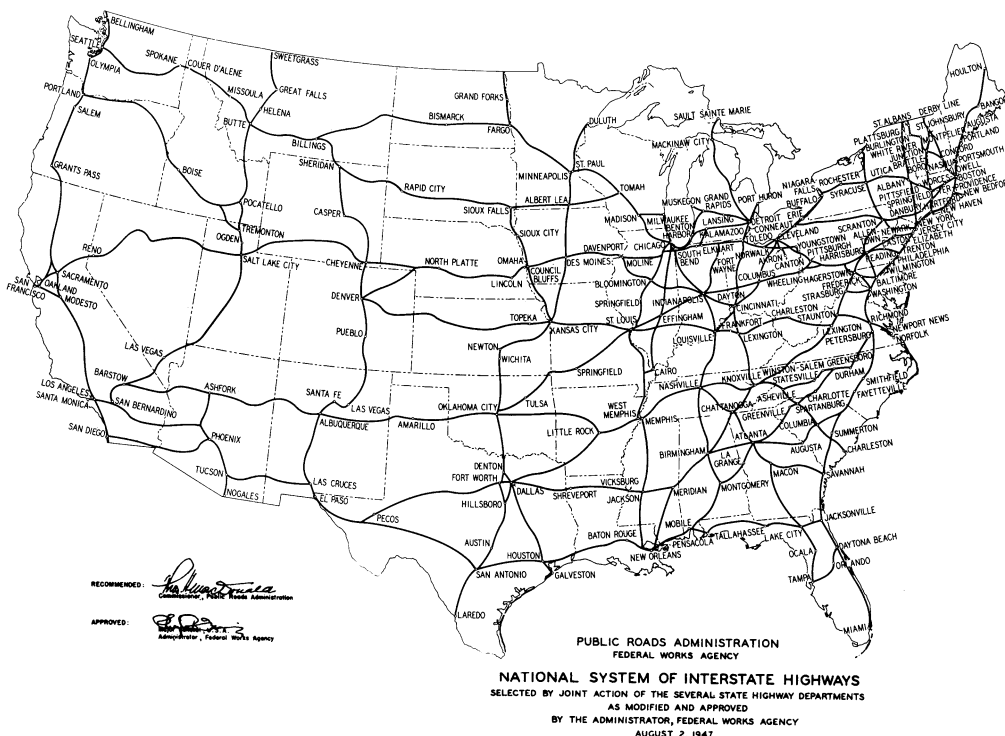 BELLINGHAM
SEATTLE
OLYMPIA
SPOKANE
COUER D'ALENE
SWEETGRASS
MISSOULA
GREAT FALLS
HELENA
BUTTE
PORTLAND
SALEM
GRANTS PASS
BOISE
POCATELLO
BILLINGS
SHERIDAN
CASPER
GRAND FORKS
BISMARCK
FARGO
RAPID CITY
DULUTH
ST. PAUL
MINNEAPOLIS
ALBERT LEA
SIOUX FALLS
SIOUX CITY
TOMAH
MADISON
SAULT SAINTE MARIE
MACKINAW CITY
MUSKEGON
GRAND
RAPIDS
PORT HURON
MILWAUKEE
BENTON
HARBOR
LANSING
KALAMAZOO
DETROIT
ERIE
CONNEAUT
TOLEDO
CLEVELAND
NIAGARA
FALLS
BUFFALO
ROCHESTER
SYRACUSE
UTICA
ALBANY
PITTSFIELD
SPRINGFIELD
DANBURY
PLATTSBURG
BURLINGTON
WHITE RIVER
JUNCTION
ST. ALBANS
DERBY LINE
ST JOHNSBURY
MONTPELIER
HOULTON
BANGOR
AUGUSTA
PORTLAND
CONCORD
PORTSMOUTH
NASHUA
LOWELL
BOSTON
PROVIDENCE
NEW BEDFORD
HARTFORD
NEW HAVEN
NEW YORK
JERSEY CITY
NEWARK
ELIZABETH
EASTON
TRENTON
PHILADELPHIA
SCRANTON
READING
WILMINGTON
BALTIMORE
WASHINGTON
HARRISBURG
HAGERSTOWN
FREDERICK
STRASBURG
YOUNGSTOWN
PITTSBURGH
AKRON
CANTON
NORWALK
WHEELING
COLUMBUS
FORT
WAYNE
SOUTH
BEND
ELKHART
CHICAGO
MOLINE
DAVENPORT
DES MOINES
OMAHA
COUNCIL
BLUFFS
LINCOLN
NORTH PLATTE
CHEYENNE
DENVER
PUEBLO
OGDEN
TREMONTON
SALT LAKE CITY
RENO
SACRAMENTO
OAKLAND
SAN
FRANCISCO
MODESTO
LAS VEGAS
BARSTOW
LOS ANGELES
SANTA MONICA
SAN BERNARDINO
SAN DIEGO
ASHFORK
PHOENIX
TUCSON
NOGALES
SANTA FE
LAS VEGAS
ALBUQUERQUE
LAS CRUCES
EL PASO
PECOS
AMARILLO
OKLAHOMA CITY
TULSA
WICHITA
NEWTON
TOPEKA
KANSAS CITY
BLOOMINGTON
SPRINGFIELD
ST. LOUIS
EFFINGHAM
INDIANAPOLIS
DAYTON
CINCINNATI
CHARLESTON
STAUNTON
RICHMOND
NEWPORT NEWS
NORFOLK
LEXINGTON
PETERSBURG
LOUISVILLE
FRANKFORT
LEXINGTON
CAIRO
SPRINGFIELD
NASHVILLE
KNOXVILLE
WINSTON-SALEM
GREENSBORO
STATESVILLE
DURHAM
SMITHFIELD
FAYETTEVILLE
ASHEVILLE
CHARLOTTE
SPARTANBURG
GREENVILLE
CHATTANOOGA
WEST
MEMPHIS
MEMPHIS
LITTLE ROCK
COLUMBIA
SUMMERTON
CHARLESTON
AUGUSTA
SAVANNAH
ATLANTA
MACON
LA
GRANGE
BIRMINGHAM
MONTGOMERY
MERIDIAN
VICKSBURG
JACKSON
SHREVEPORT
DENTON
FORT WORTH
DALLAS
HILLSBORO
AUSTIN
HOUSTON
GALVESTON
SAN ANTONIO
LAREDO
BATON ROUGE
NEW ORLEANS
MOBILE
PENSACOLA
TALLAHASSEE
LAKE CITY
JACKSONVILLE
OCALA
DAYTONA BEACH
ORLANDO
TAMPA
MIAMI
RECOMMENDED:
Commissioner, Public Roads Administration
APPROVED:
Administrator, Federal Works Agency
PUBLIC ROADS ADMINISTRATION
FEDERAL WORKS AGENCY
NATIONAL SYSTEM OF INTERSTATE HIGHWAYS
SELECTED BY JOINT ACTION OF THE SEVERAL STATE HIGHWAY DEPARTMENTS
AS MODIFIED AND APPROVED
BY THE ADMINISTRATOR, FEDERAL WORKS AGENCY
AUGUST 2, 1947